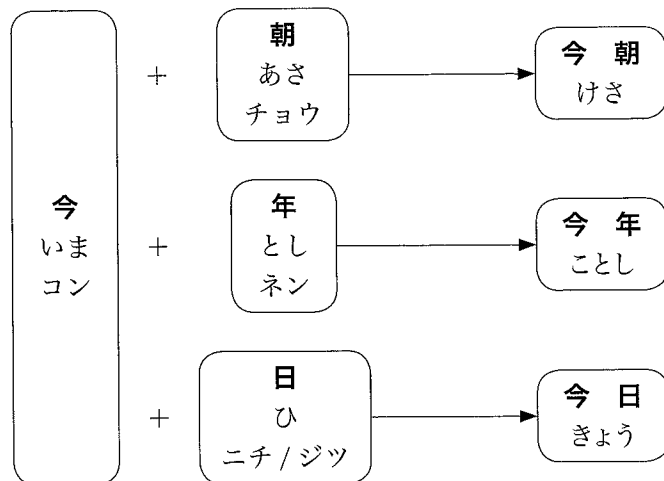 今
いま
コン
+
朝
あさ
チョウ
今 朝
けさ
+
年
とし
ネン
今 年
ことし
+
日
ひ
ニチ / ジツ
今 日
きょう